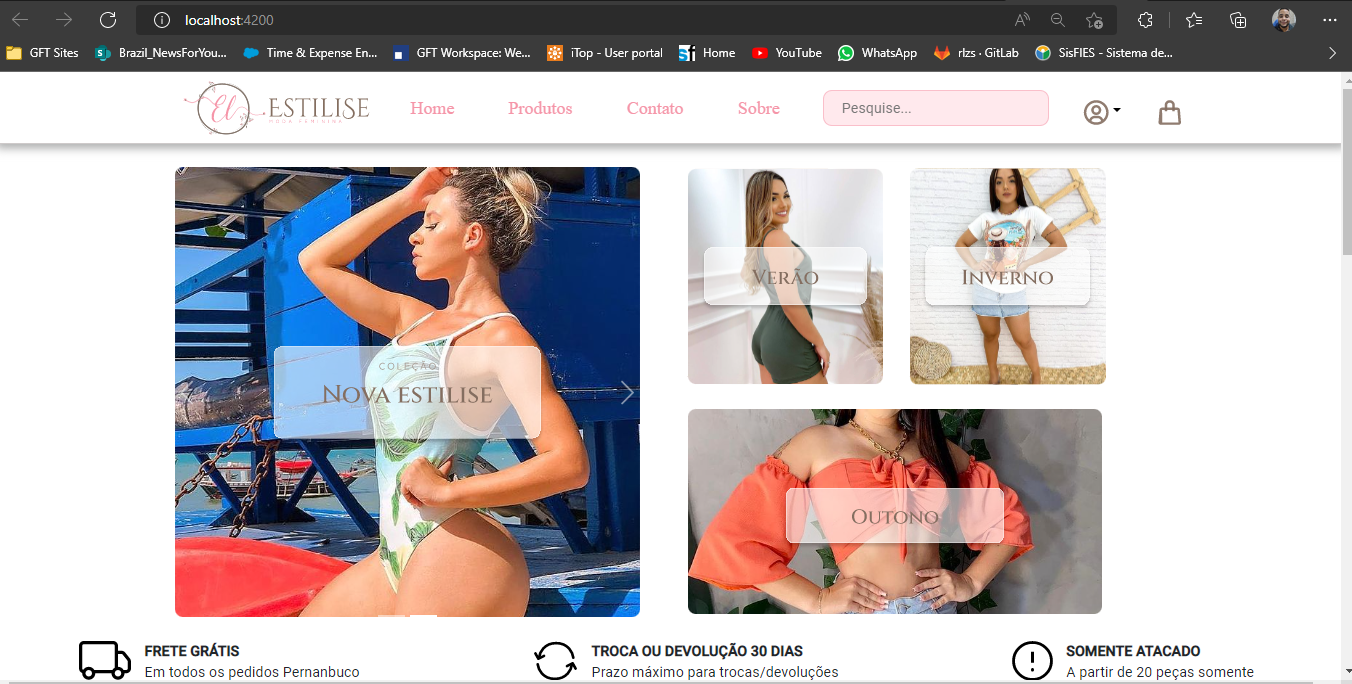 localhost:4200
GFT Sites
Brazil_NewsForYou...
Time & Expense En...
GFT Workspace: We...
iTop - User portal
Home
YouTube
WhatsApp
rlzs · GitLab
SisFIES - Sistema de...
El ESTILISE
MODA FEMININA
Home
Produtos
Contato
Sobre
Pesquise...
COLEÇÃO
NOVA ESTILISE
VERÃO
INVERNO
OUTONO
FRETE GRÁTIS
Em todos os pedidos Pernanbuco
TROCA OU DEVOLUÇÃO 30 DIAS
Prazo máximo para trocas/devoluções
SOMENTE ATACADO
A partir de 20 peças somente